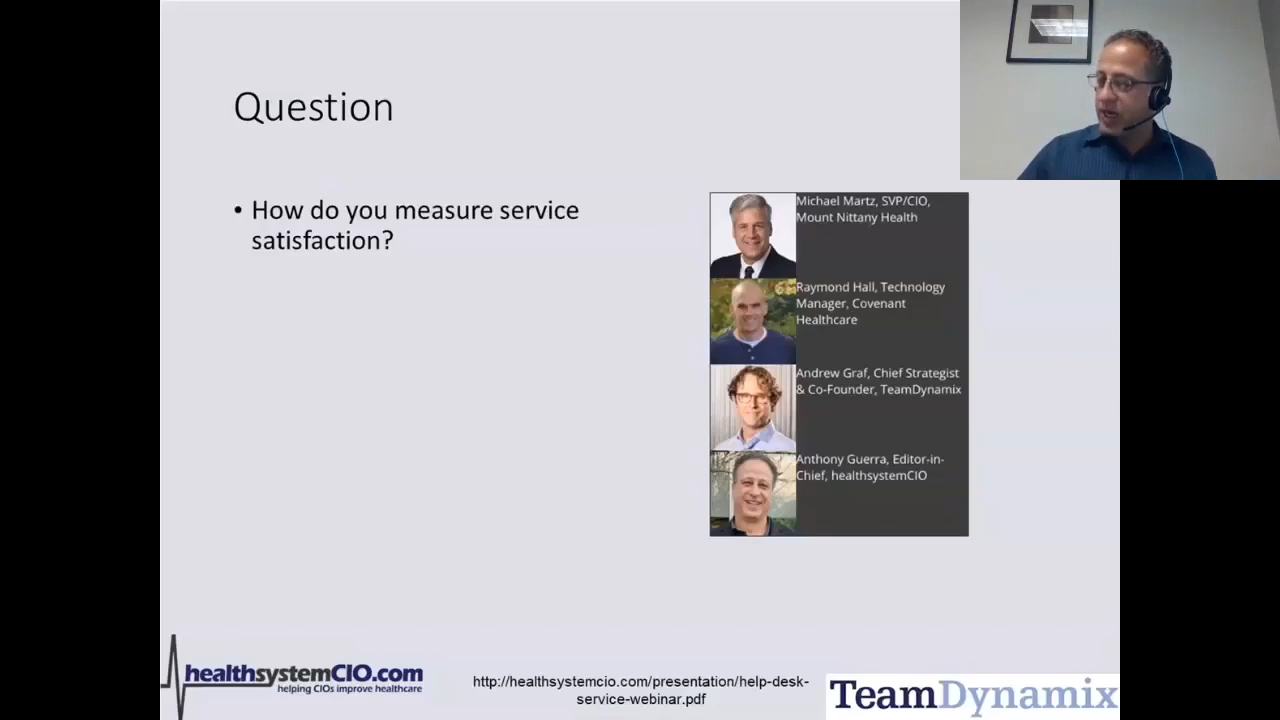 Question
• How do you measure service
satisfaction?
Michael Martz, SVP/CIO,
Mount Nittany Health
Raymond Hall, Technology
Manager, Covenant
Healthcare
Andrew Graf, Chief Strategist
& Co-Founder, TeamDynamix
Anthony Guerra, Editor-in-
Chief, healthsystemCIO
healthsystemCIO.com
helping CIOs improve healthcare
http://healthsystemcio.com/presentation/help-desk-
service-webinar.pdf
TeamDynamix